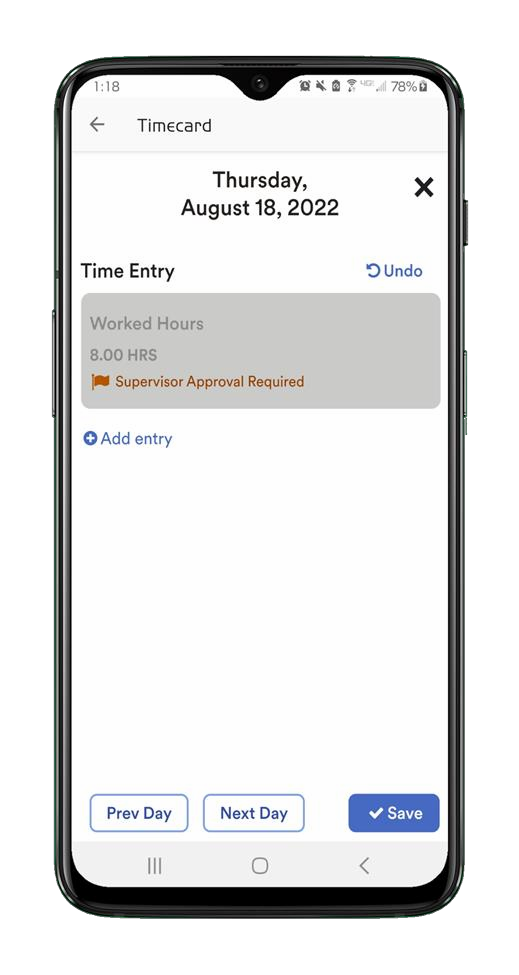 1:18
4G
78%
Timecard
Thursday,
August 18, 2022
Time Entry
Undo
Worked Hours
8.00 HRS
Supervisor Approval Required
Add entry
Prev Day
Next Day
Save